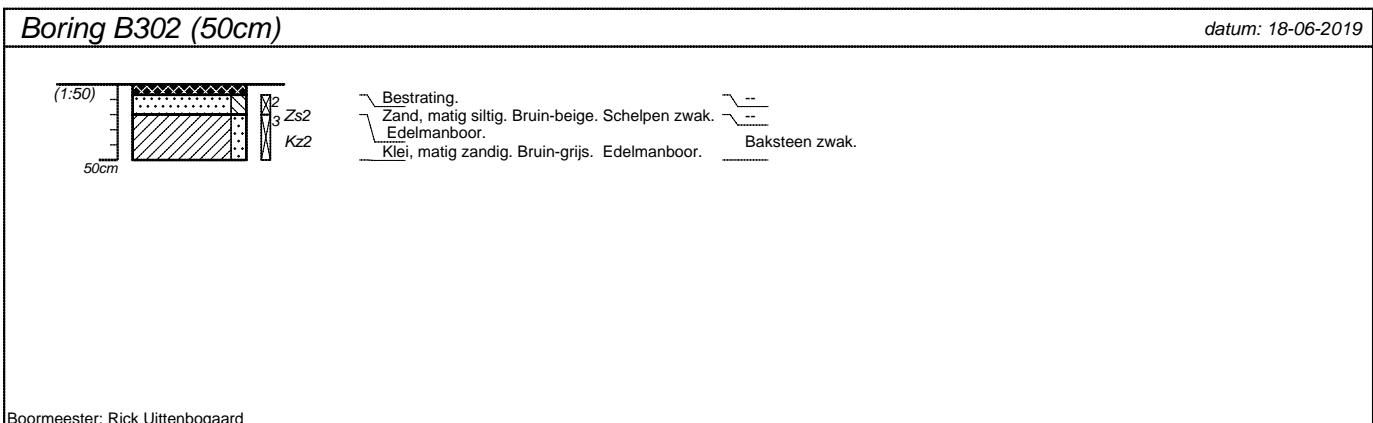 Boring B302 (50cm)
datum: 18-06-2019
(1:50)
2
3
Zs2
Kz2
50cm
Bestrating.
--
Zand, matig siltig. Bruin-beige. Schelpen zwak.
--
Edelmanboor.
Klei, matig zandig. Bruin-grijs. Edelmanboor.
Baksteen zwak.
Boormeester: Rick Uittenbogaard